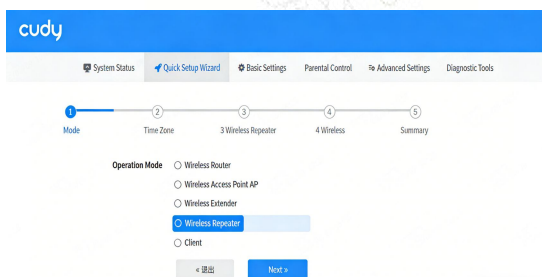 cudy
System Status Quick Setup Wizard Basic Settings Parental Control Advanced Settings Diagnostic Tools
1 2 3 4 5
Mode Time Zone 3 Wireless Repeater 4 Wireless Summary
Operation Mode Wireless Router
Wireless Access Point AP
Wireless Extender
Wireless Repeater
Client
« 退出 Next »